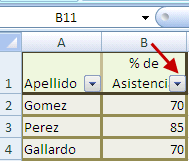 B11
A B
1 Apellido % de
Asistenci
2 Gomez 70
3 Perez 85
4 Gallardo 70